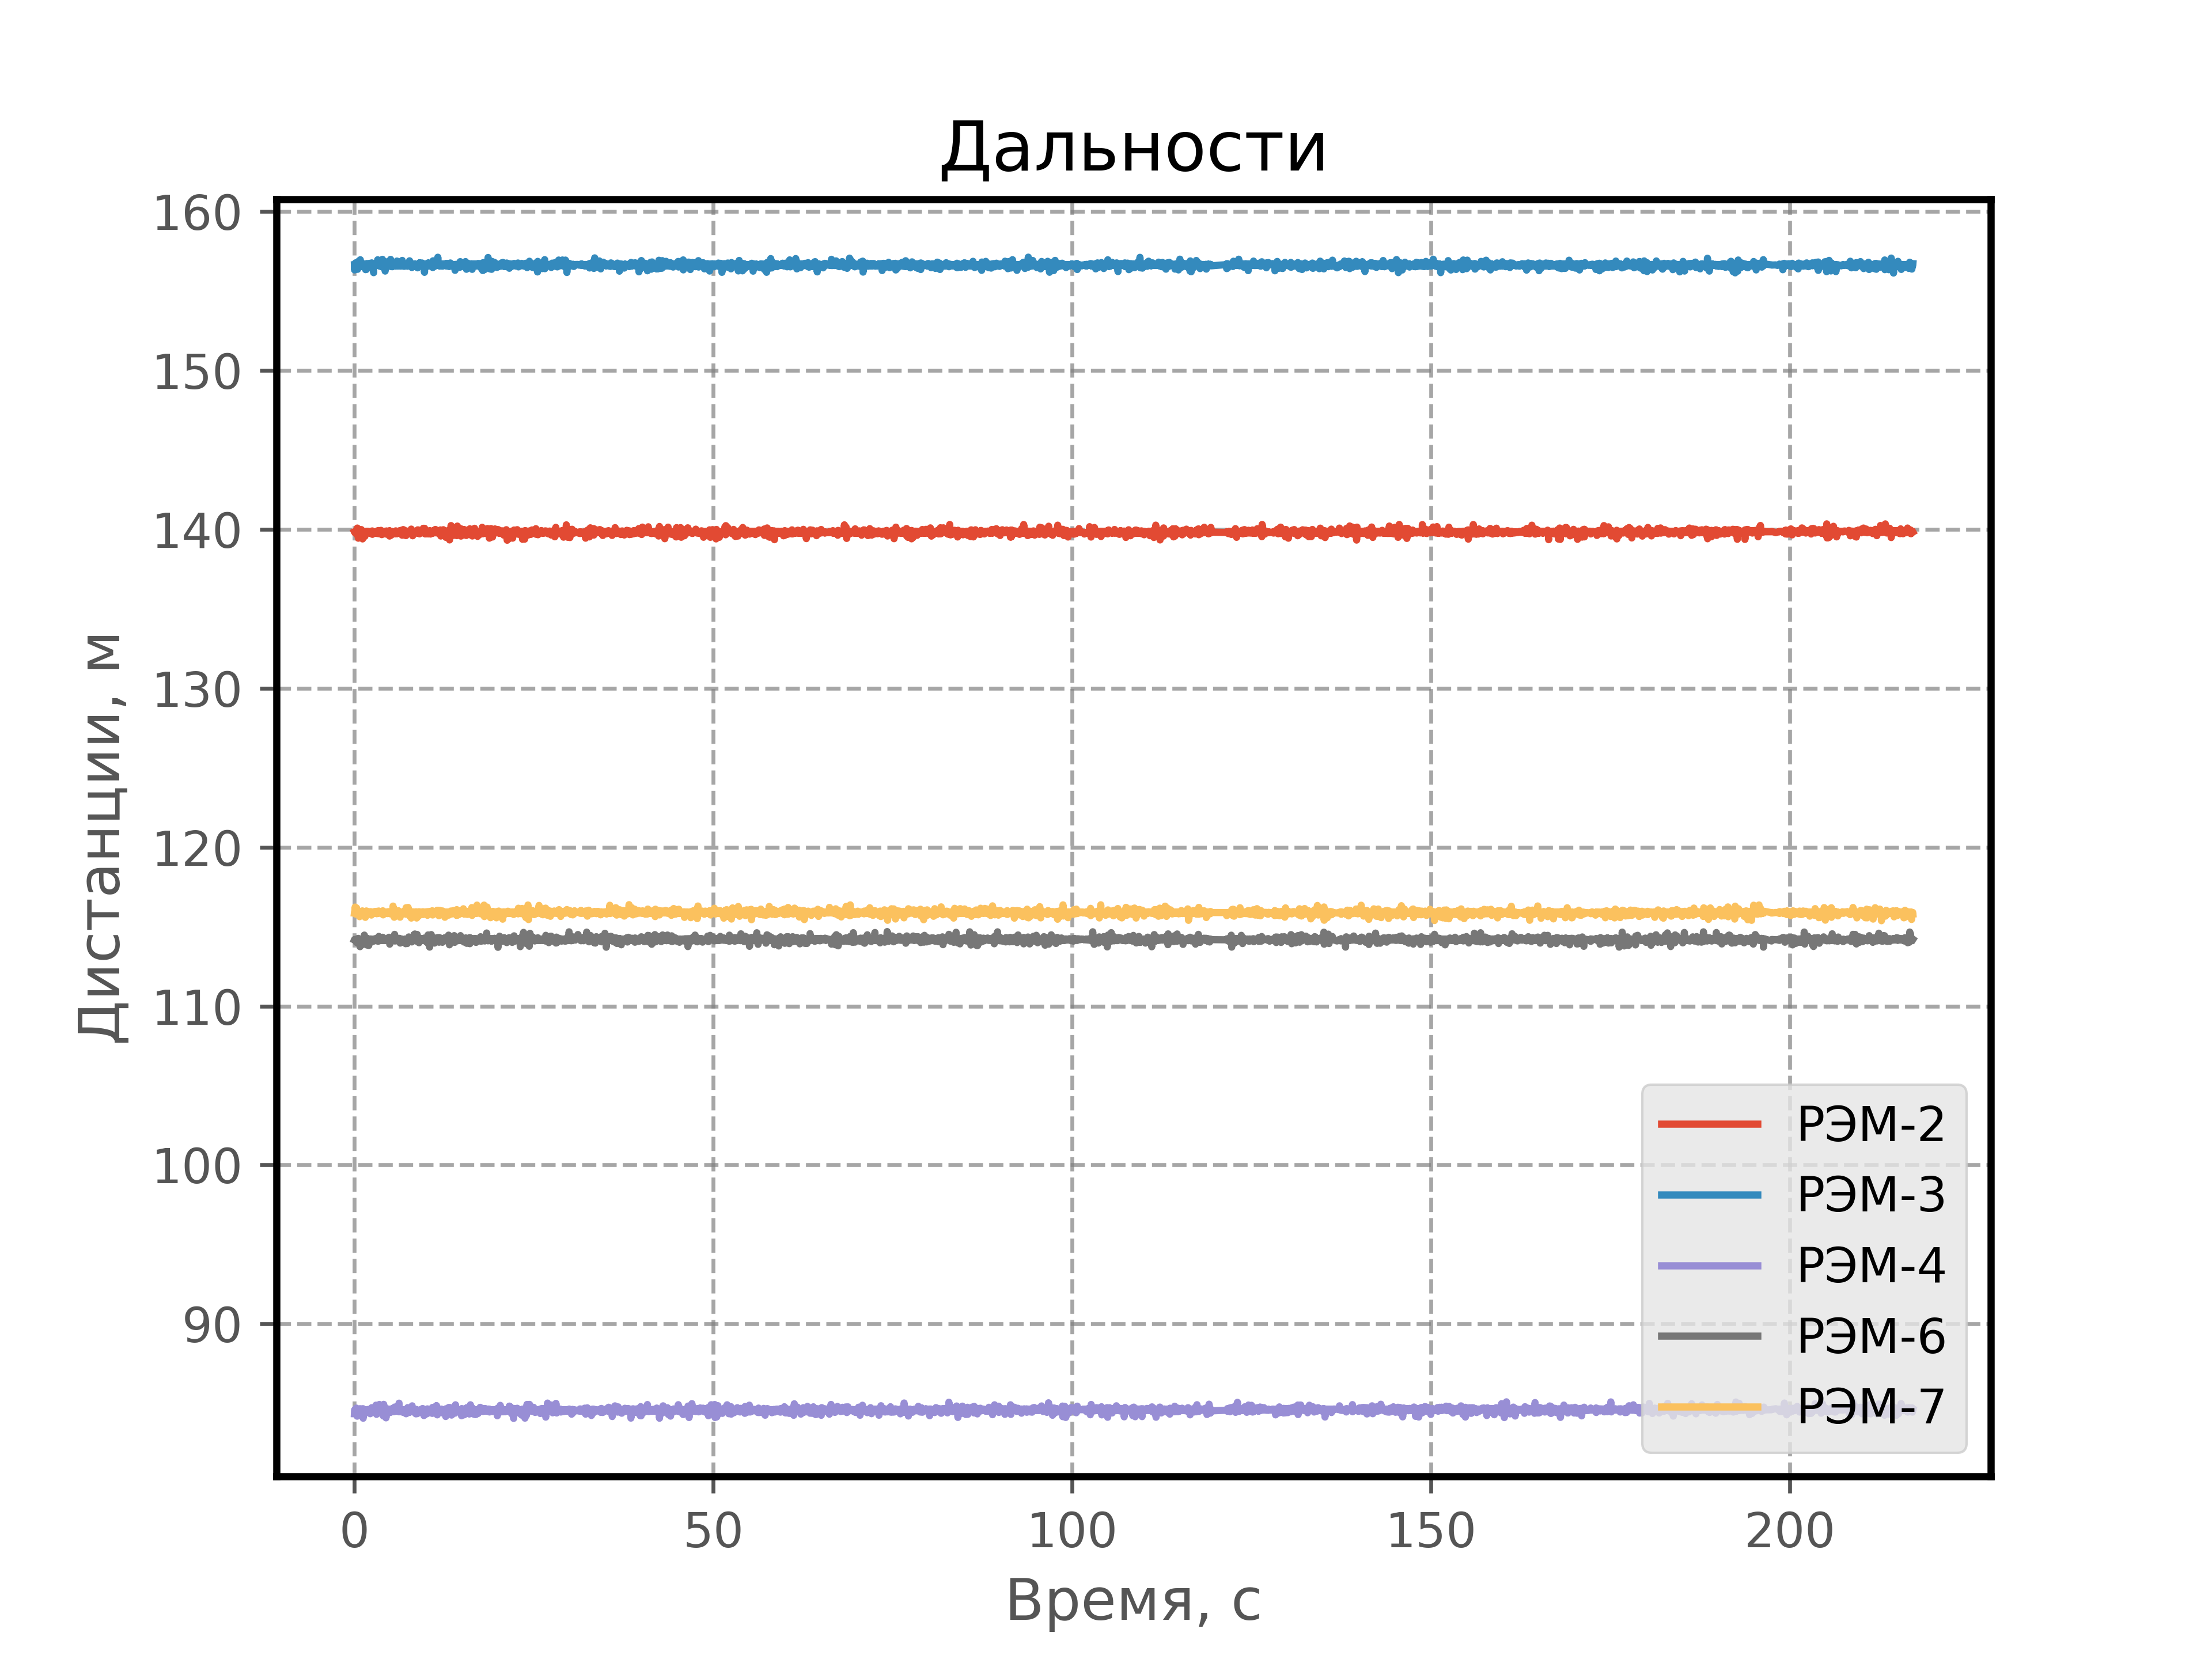 Дальности
160
150
140
130
120
110
100
90
Дистанции, м
РЭМ-2
РЭМ-3
РЭМ-4
РЭМ-6
РЭМ-7
0 50 100 150 200
Время, с